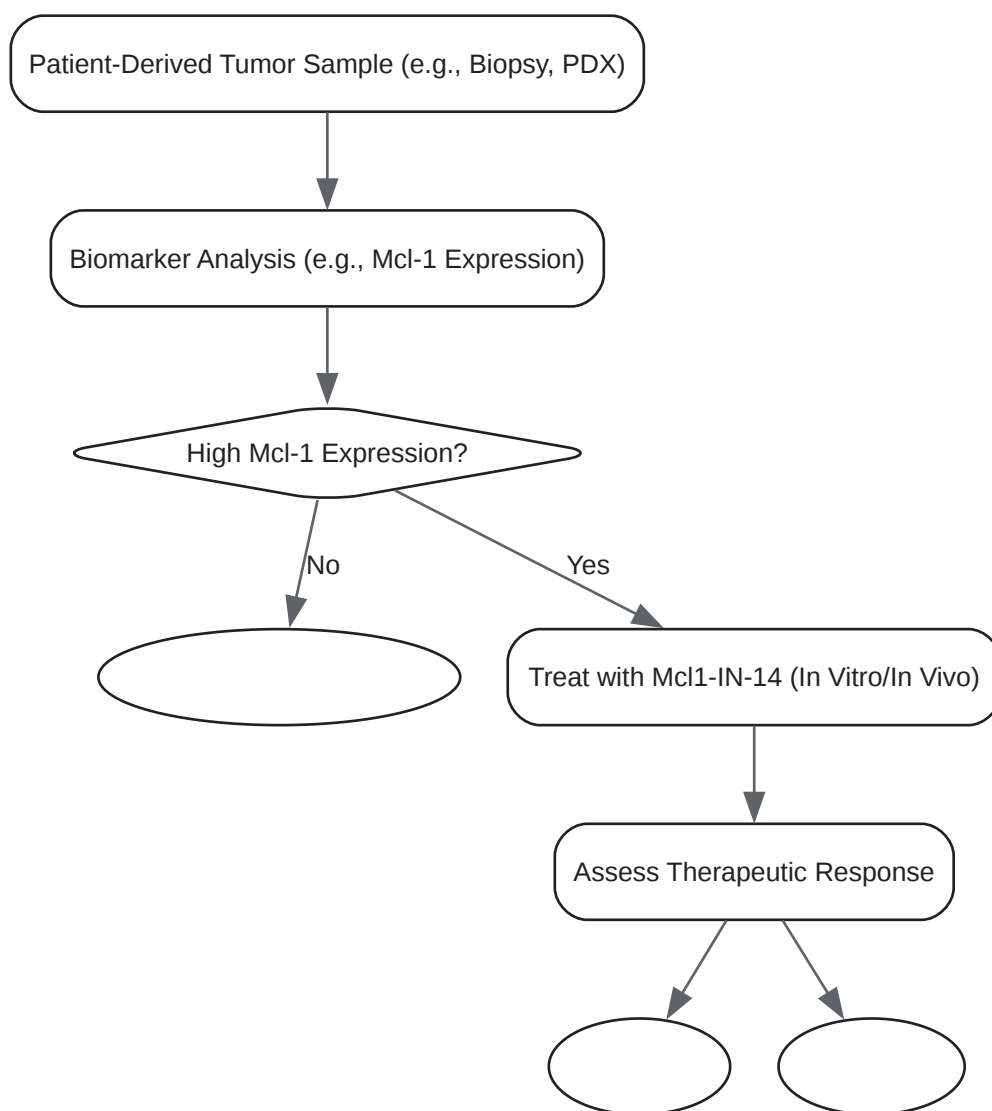 Patient-Derived Tumor Sample (e.g., Biopsy, PDX)
Biomarker Analysis (e.g., Mcl-1 Expression)
High Mcl-1 Expression?
No
Yes
Treat with Mcl1-IN-14 (In Vitro/In Vivo)
Assess Therapeutic Response